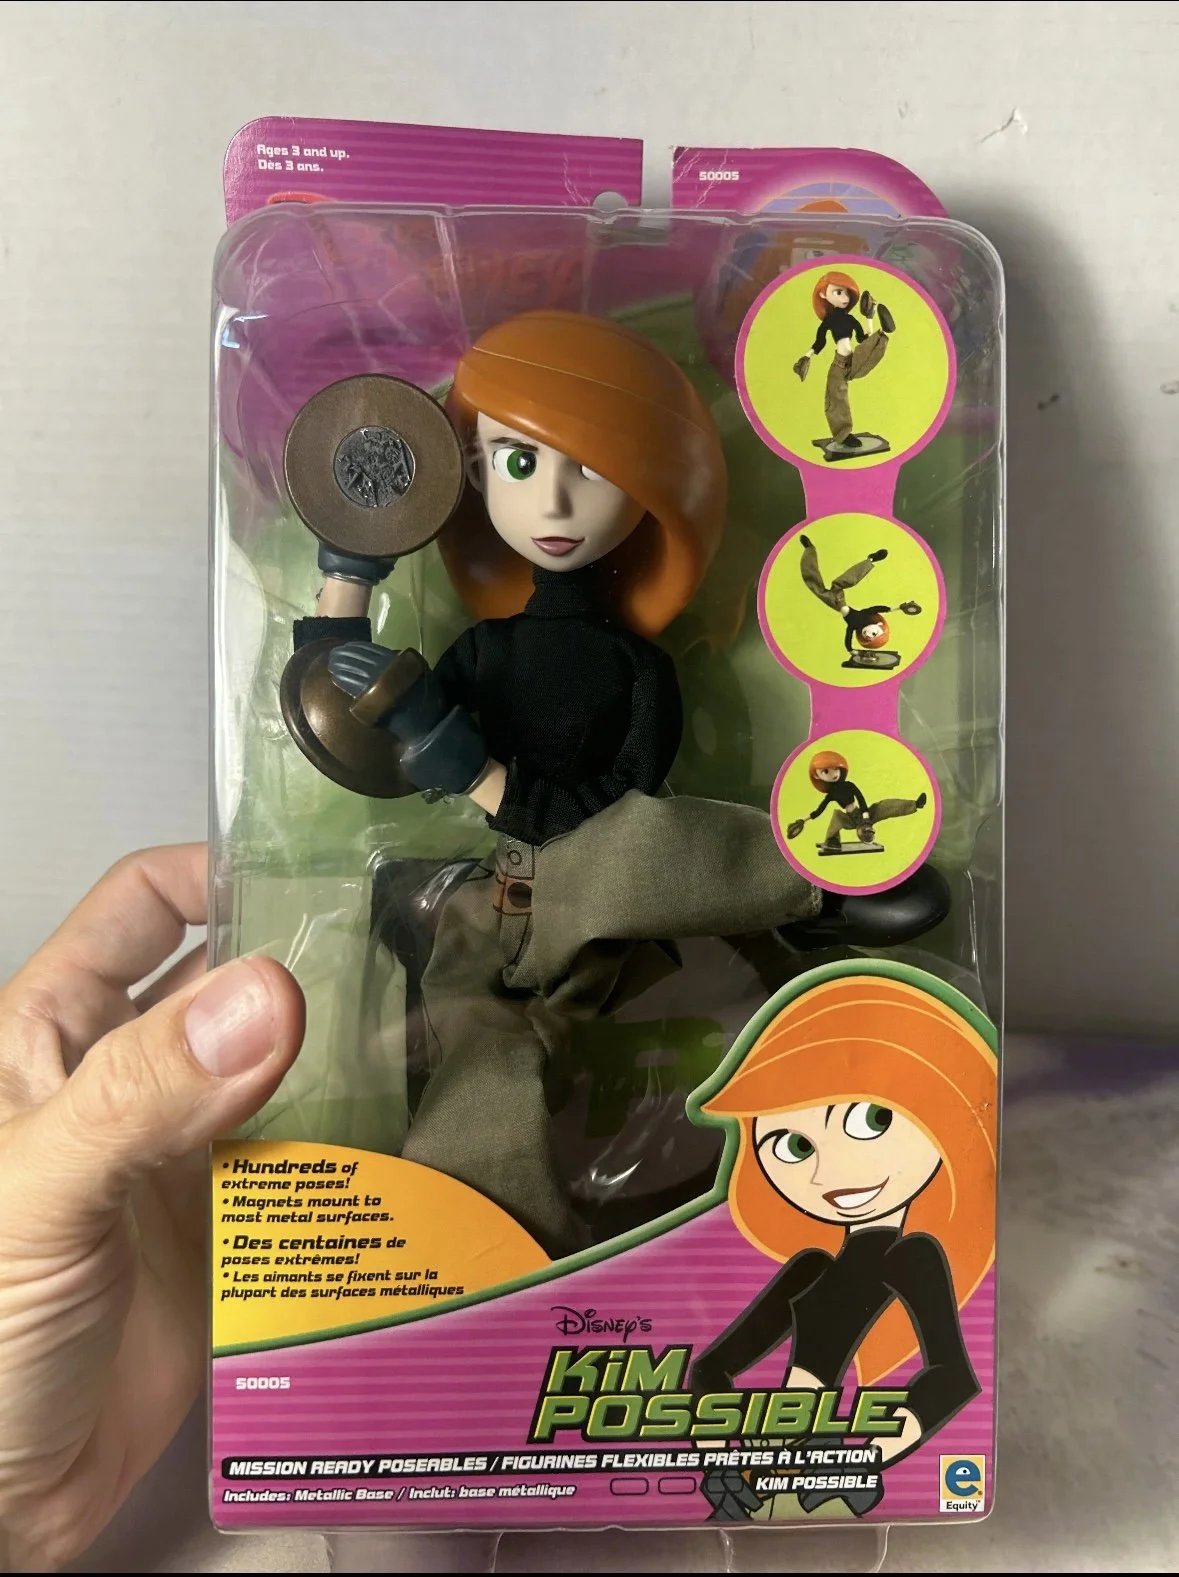 Ages 3 and up.
Dès 3 ans.
50005
• Hundreds of
extreme poses!
• Magnets mount to
most metal surfaces.
• Des centaines de
poses extrêmes!
• Les aimants se fixent sur la
plupart des surfaces métalliques
50005
Disney's
KiM
POSSIBLE
MISSION READY POSEABLES / FIGURINES FLEXIBLES PRÊTES À L'ACTION
Includes: Metallic Base / Inclut: base métallique
KIM POSSIBLE
e
Equity